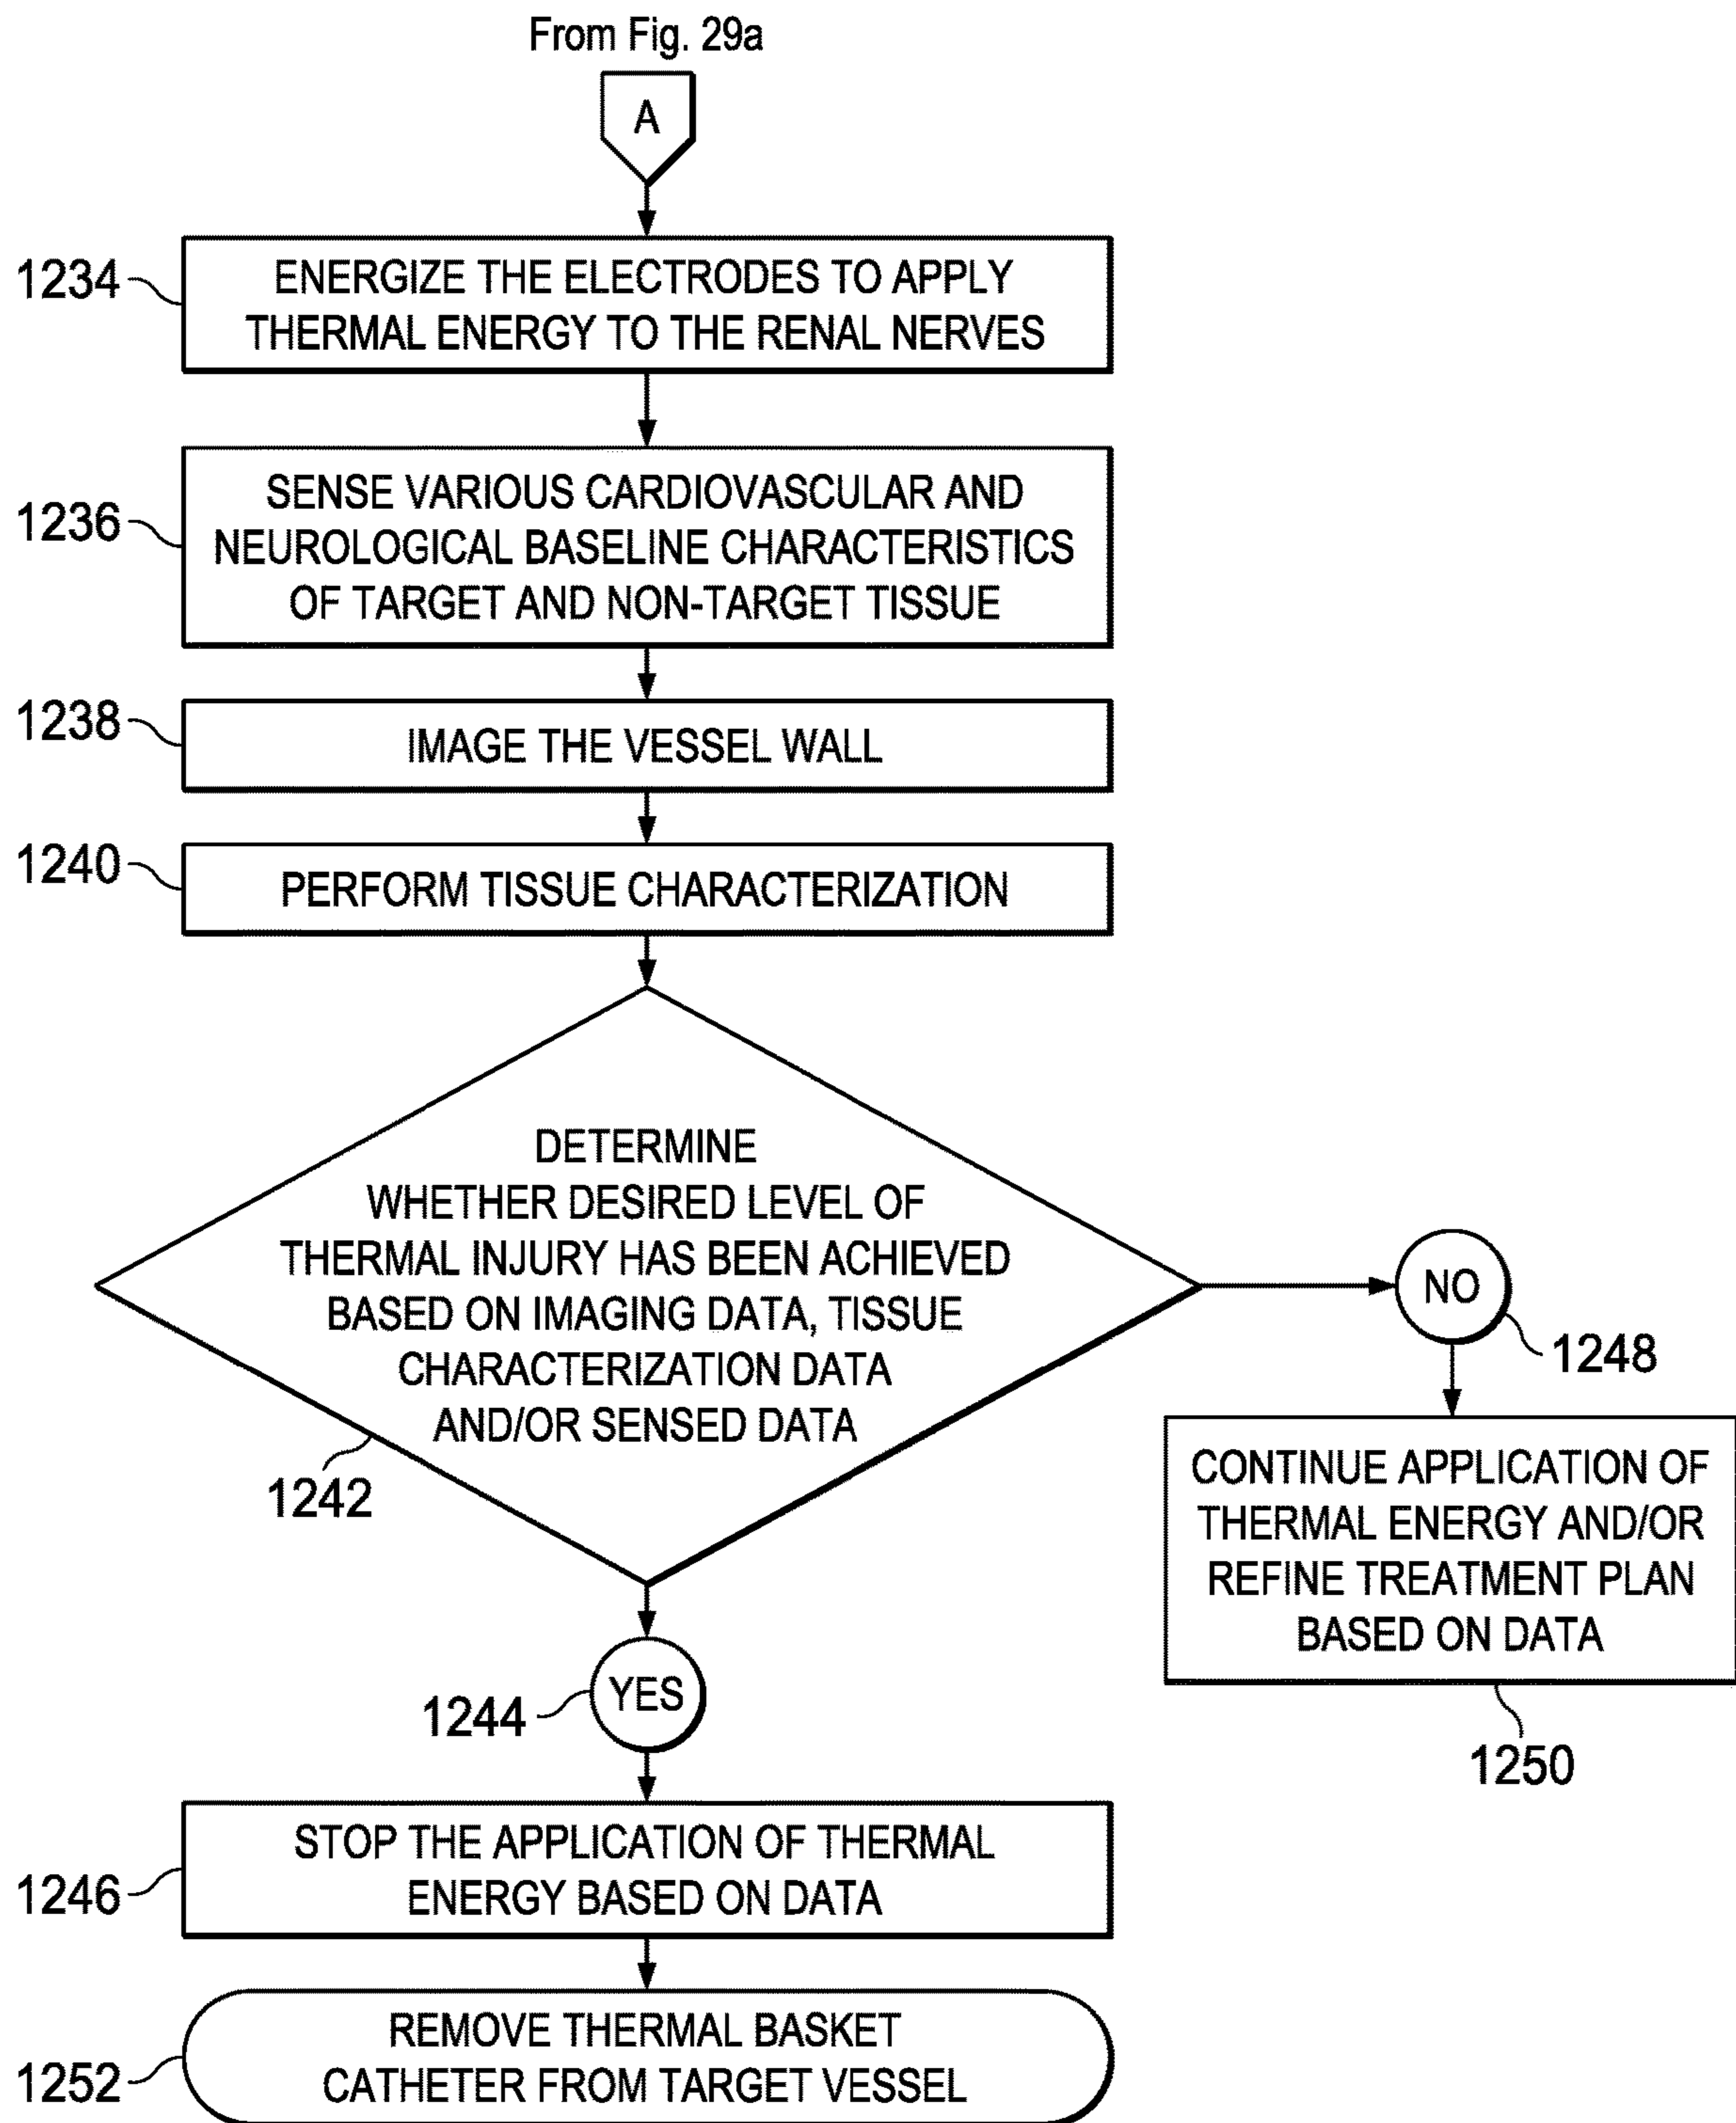 From Fig. 29a
A
1234
ENERGIZE THE ELECTRODES TO APPLY
THERMAL ENERGY TO THE RENAL NERVES
1236
SENSE VARIOUS CARDIOVASCULAR AND
NEUROLOGICAL BASELINE CHARACTERISTICS
OF TARGET AND NON-TARGET TISSUE
1238
IMAGE THE VESSEL WALL
1240
PERFORM TISSUE CHARACTERIZATION
DETERMINE
WHETHER DESIRED LEVEL OF
THERMAL INJURY HAS BEEN ACHIEVED
BASED ON IMAGING DATA, TISSUE
CHARACTERIZATION DATA
AND/OR SENSED DATA
1242
NO
1248
CONTINUE APPLICATION OF
THERMAL ENERGY AND/OR
REFINE TREATMENT PLAN
BASED ON DATA
1250
YES
1244
STOP THE APPLICATION OF THERMAL
ENERGY BASED ON DATA
1246
REMOVE THERMAL BASKET
CATHETER FROM TARGET VESSEL
1252